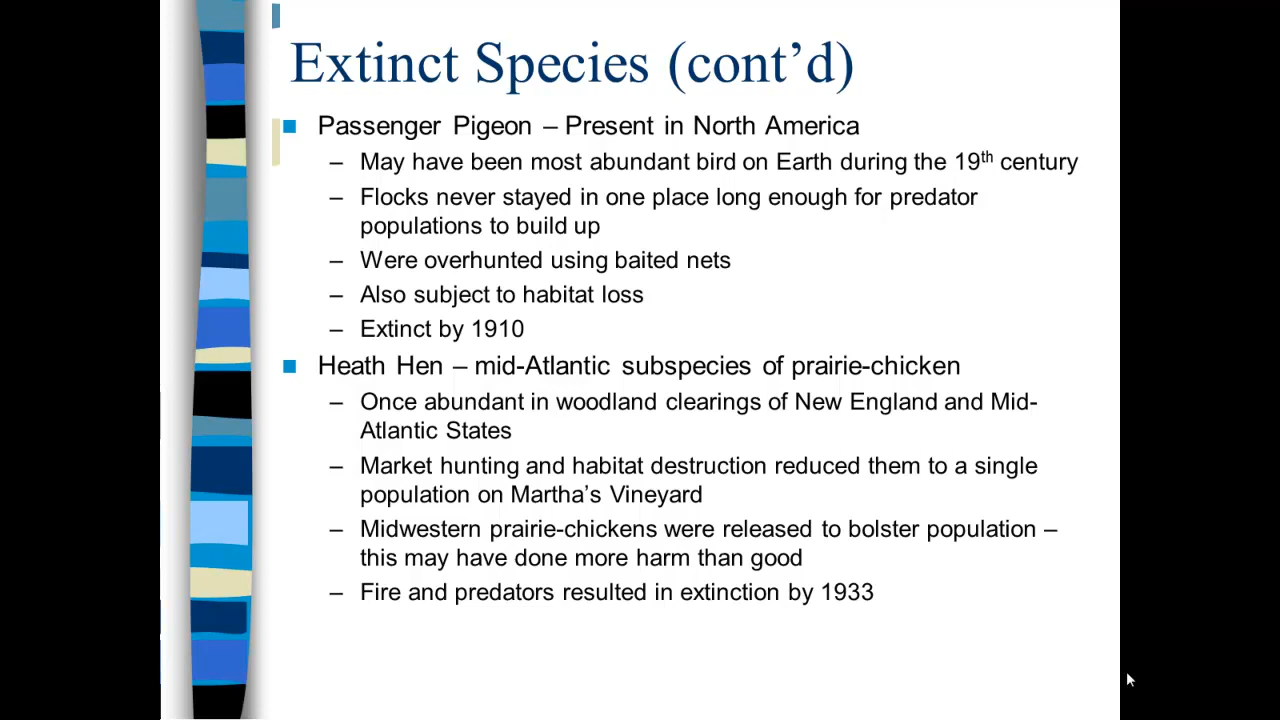 Extinct Species (cont’d)
Passenger Pigeon – Present in North America
– May have been most abundant bird on Earth during the 19th century
– Flocks never stayed in one place long enough for predator
populations to build up
– Were overhunted using baited nets
– Also subject to habitat loss
– Extinct by 1910
Heath Hen – mid-Atlantic subspecies of prairie-chicken
– Once abundant in woodland clearings of New England and Mid-
Atlantic States
– Market hunting and habitat destruction reduced them to a single
population on Martha’s Vineyard
– Midwestern prairie-chickens were released to bolster population –
this may have done more harm than good
– Fire and predators resulted in extinction by 1933